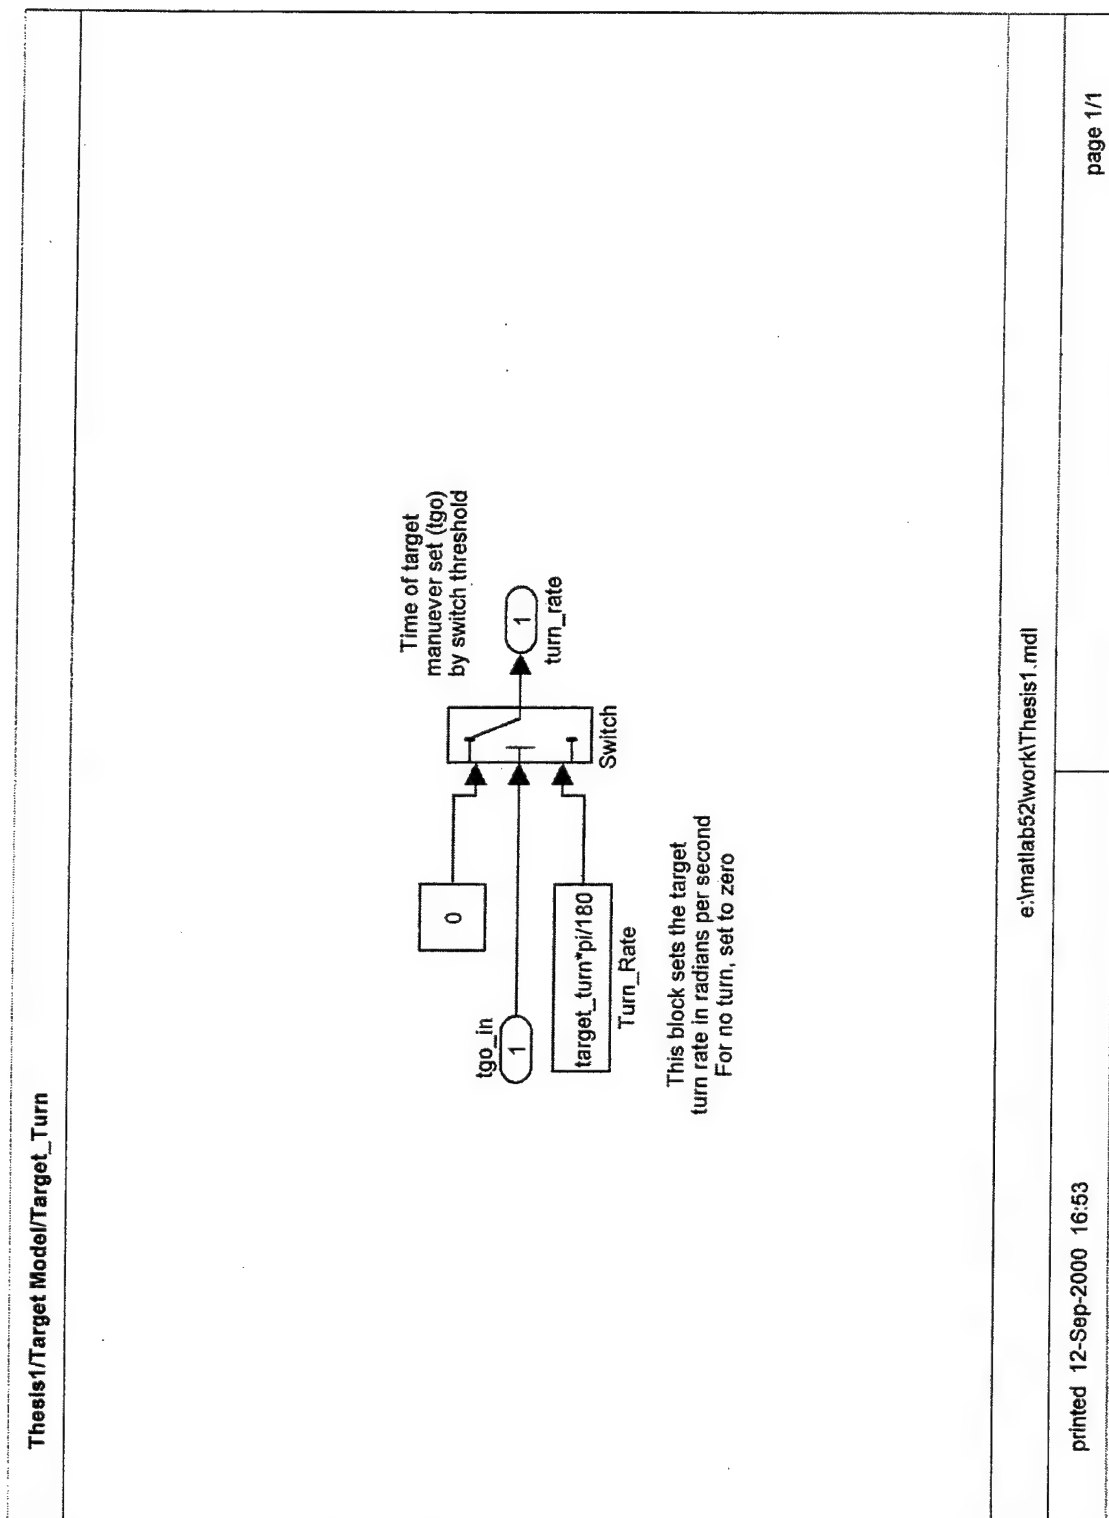 Thesis1/Target Model/Target_Turn
Time of target
manuever set (tgo)
by switch threshold
0
tgo_in
1
1
turn_rate
target_turn*pi/180
Turn_Rate
Switch
This block sets the target
turn rate in radians per second
For no turn, set to zero
e:\matlab52\work\Thesis1.mdl
printed 12-Sep-2000 16:53
page 1/1